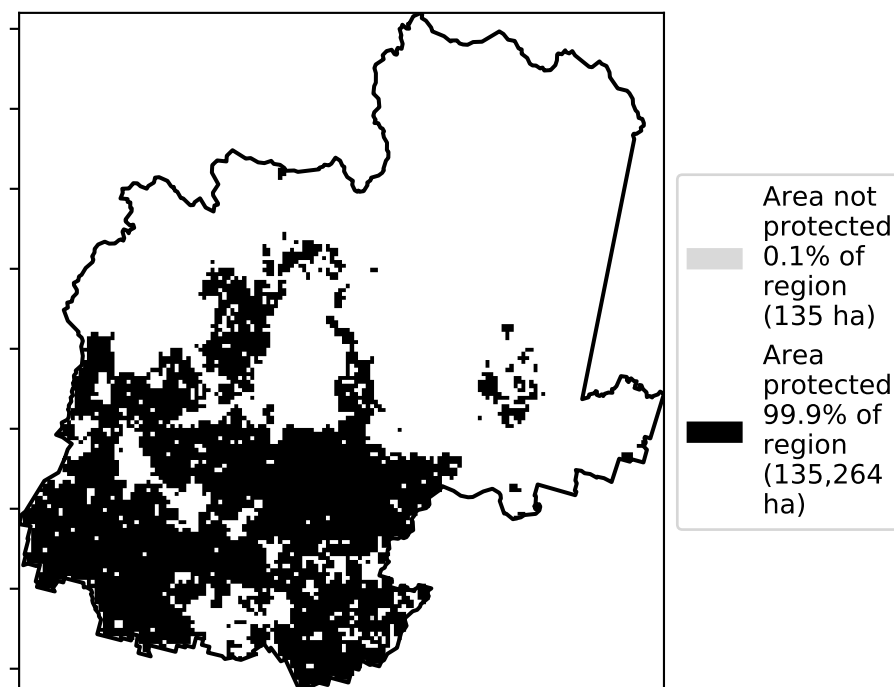 Area not
protected
0.1% of
region
(135 ha)
Area
protected
99.9% of
region
(135,264
ha)